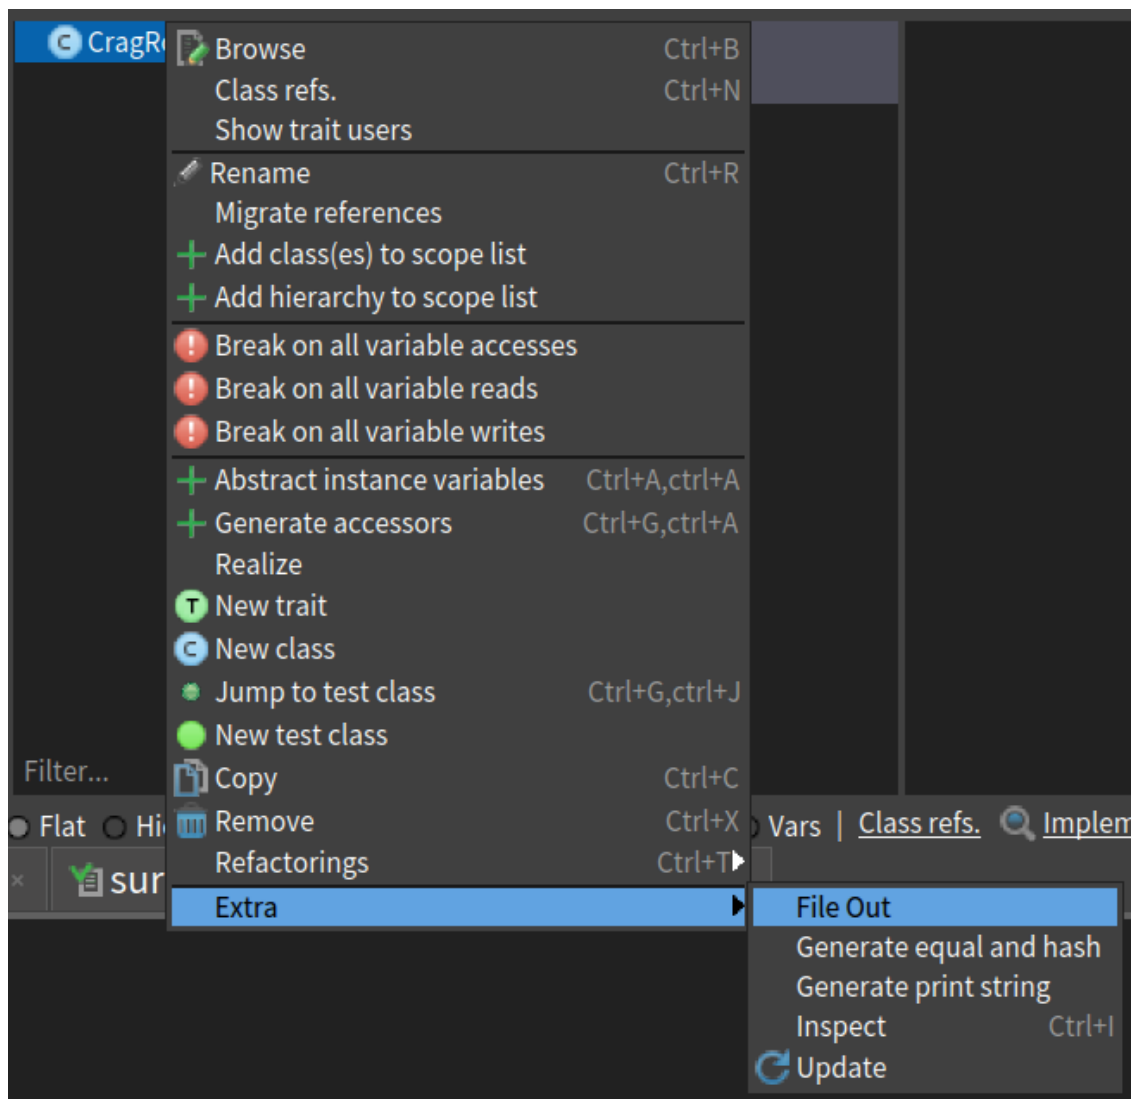 Browse Ctrl+B
Class refs. Ctrl+N
Show trait users
Rename Ctrl+R
Migrate references
Add class(es) to scope list
Add hierarchy to scope list
Break on all variable accesses
Break on all variable reads
Break on all variable writes
Abstract instance variables Ctrl+A,ctrl+A
Generate accessors Ctrl+G,ctrl+A
Realize
T New trait
C New class
Jump to test class Ctrl+G,ctrl+J
New test class
Filter...
Copy Ctrl+C
Remove Ctrl+X
Flat Vars | Class refs.
Refactorings Ctrl+T
Extra
File Out
Generate equal and hash
Generate print string
Inspect Ctrl+I
Update